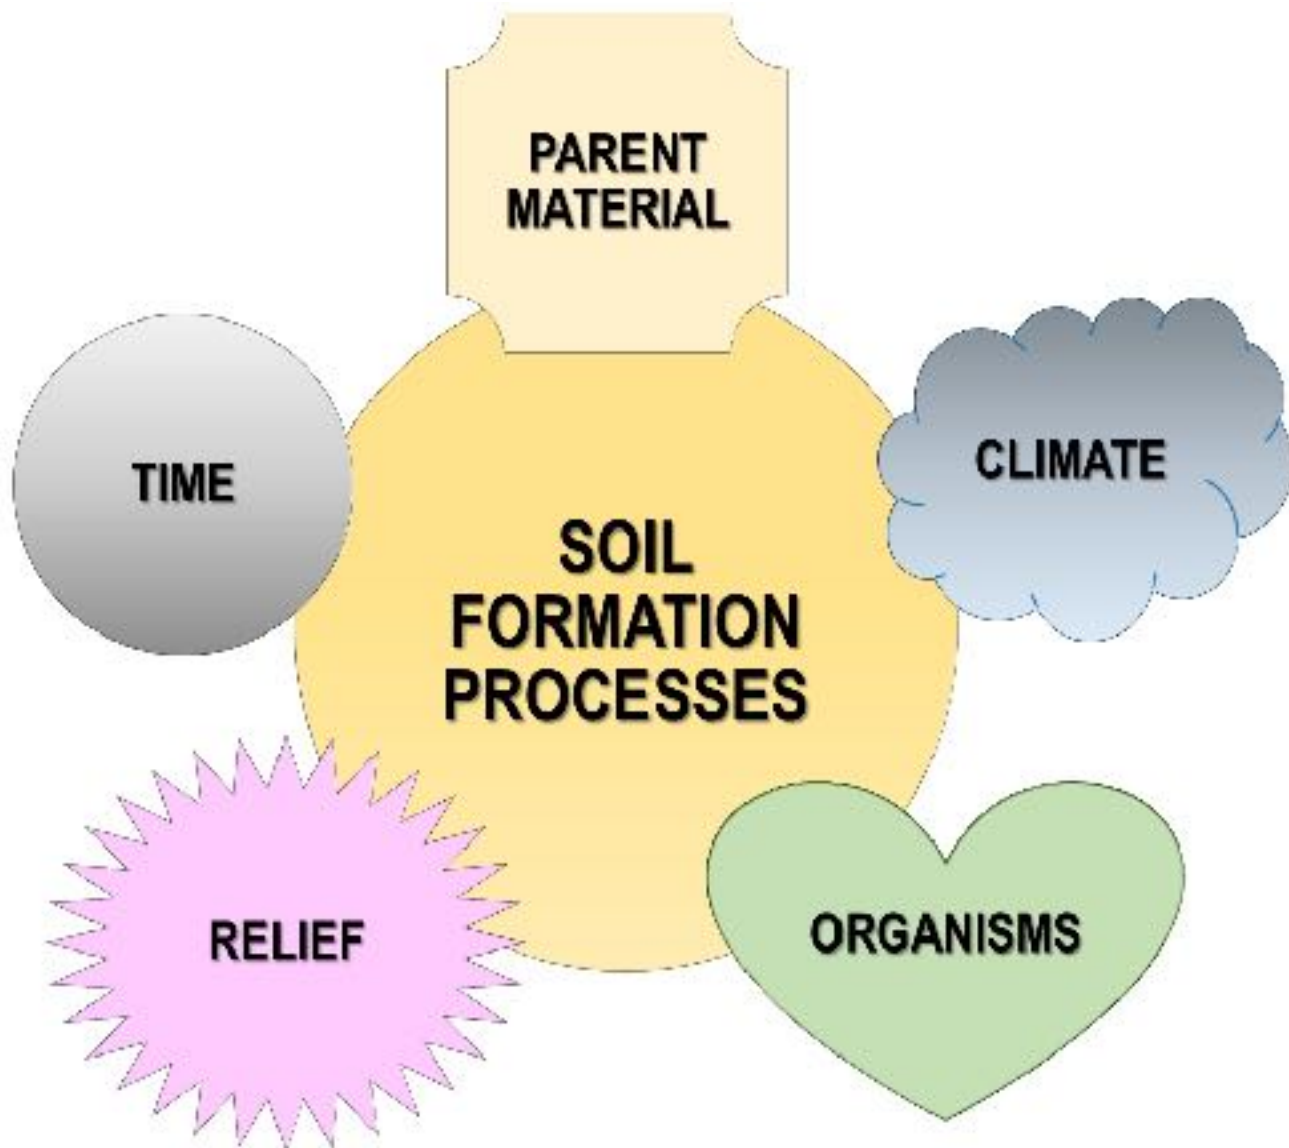 PARENT
MATERIAL
TIME
CLIMATE
SOIL
FORMATION
PROCESSES
RELIEF
ORGANISMS